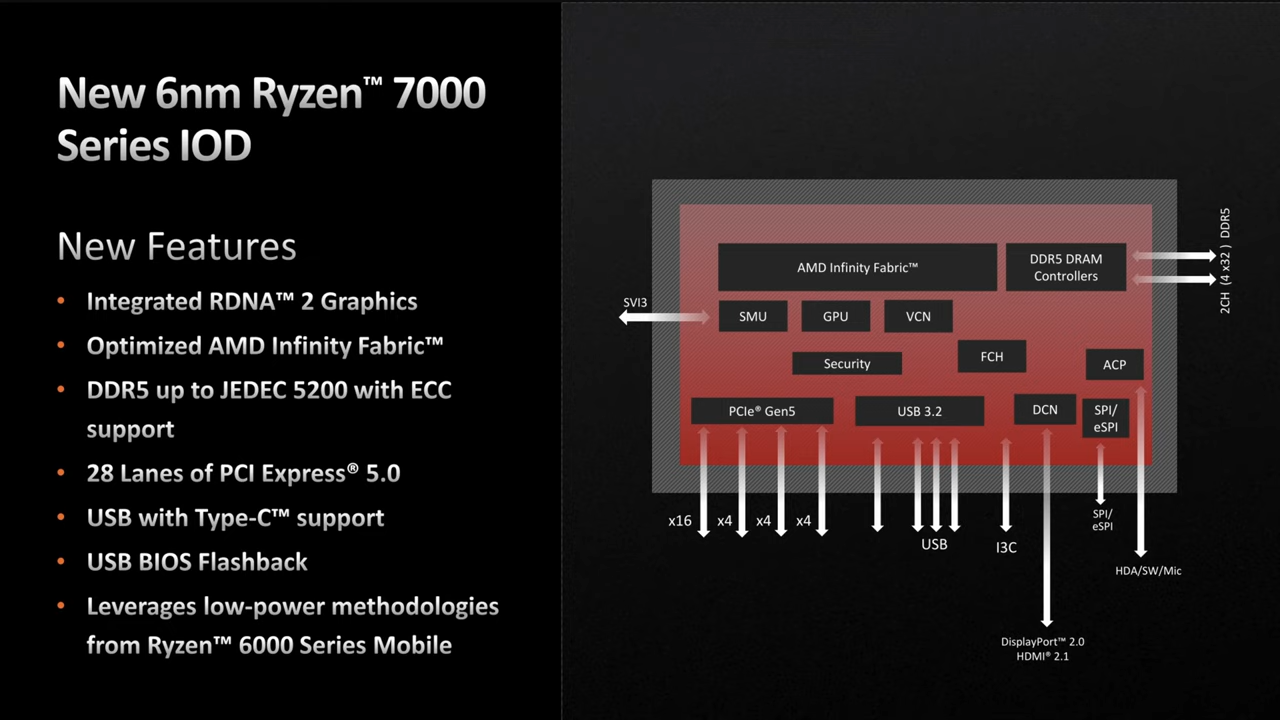 New 6nm Ryzen™ 7000
Series IOD
New Features
• Integrated RDNA™ 2 Graphics
• Optimized AMD Infinity Fabric™
• DDR5 up to JEDEC 5200 with ECC
support
• 28 Lanes of PCI Express® 5.0
• USB with Type-C™ support
• USB BIOS Flashback
• Leverages low-power methodologies
from Ryzen™ 6000 Series Mobile
AMD Infinity Fabric™
DDR5 DRAM
Controllers
2CH (4 x32 ) DDR5
SVI3
SMU
GPU
VCN
Security
FCH
ACP
PCIe® Gen5
USB 3.2
DCN
SPI/
eSPI
x16
x4
x4
x4
USB
I3C
SPI/
eSPI
HDA/SW/Mic
DisplayPort™ 2.0
HDMI® 2.1